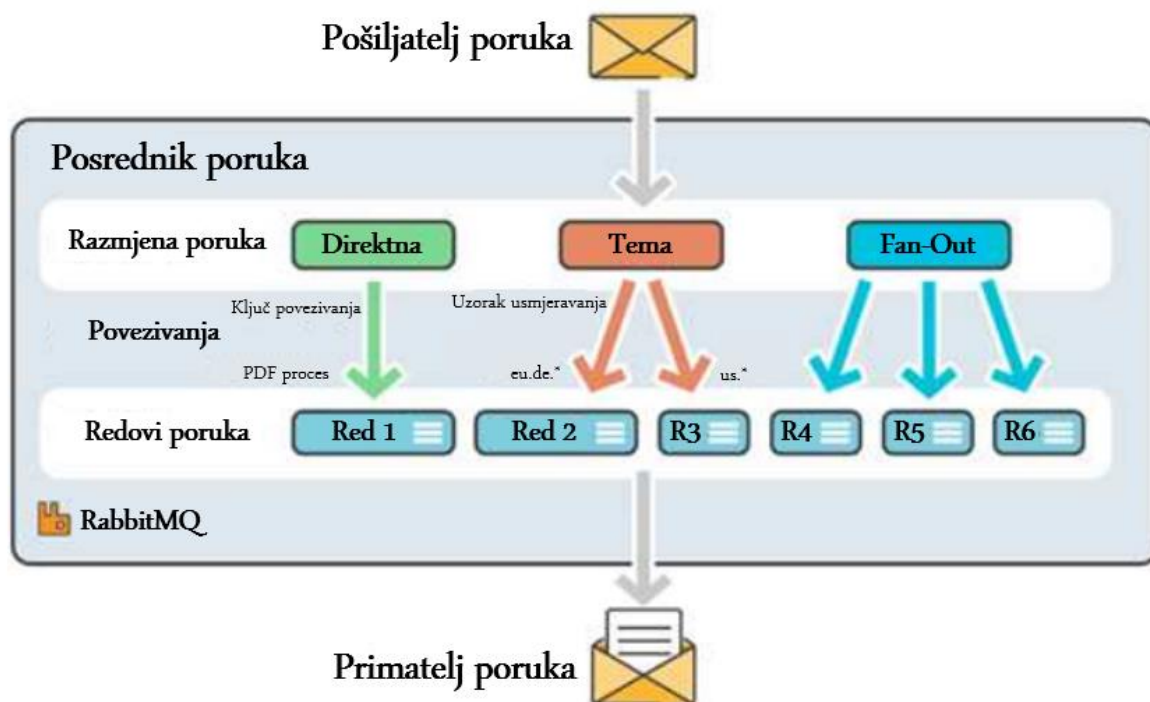 Pošiljatelj poruka
Posrednik poruka
Razmjena poruka
Direktna
Tema
Fan-Out
Ključ povezivanja
Uzorak usmjeravanja
Povezivanja
PDF proces
eu.de.*
us.*
Redovi poruka
Red 1
Red 2
R3
R4
R5
R6
RabbitMQ
Primatelj poruka